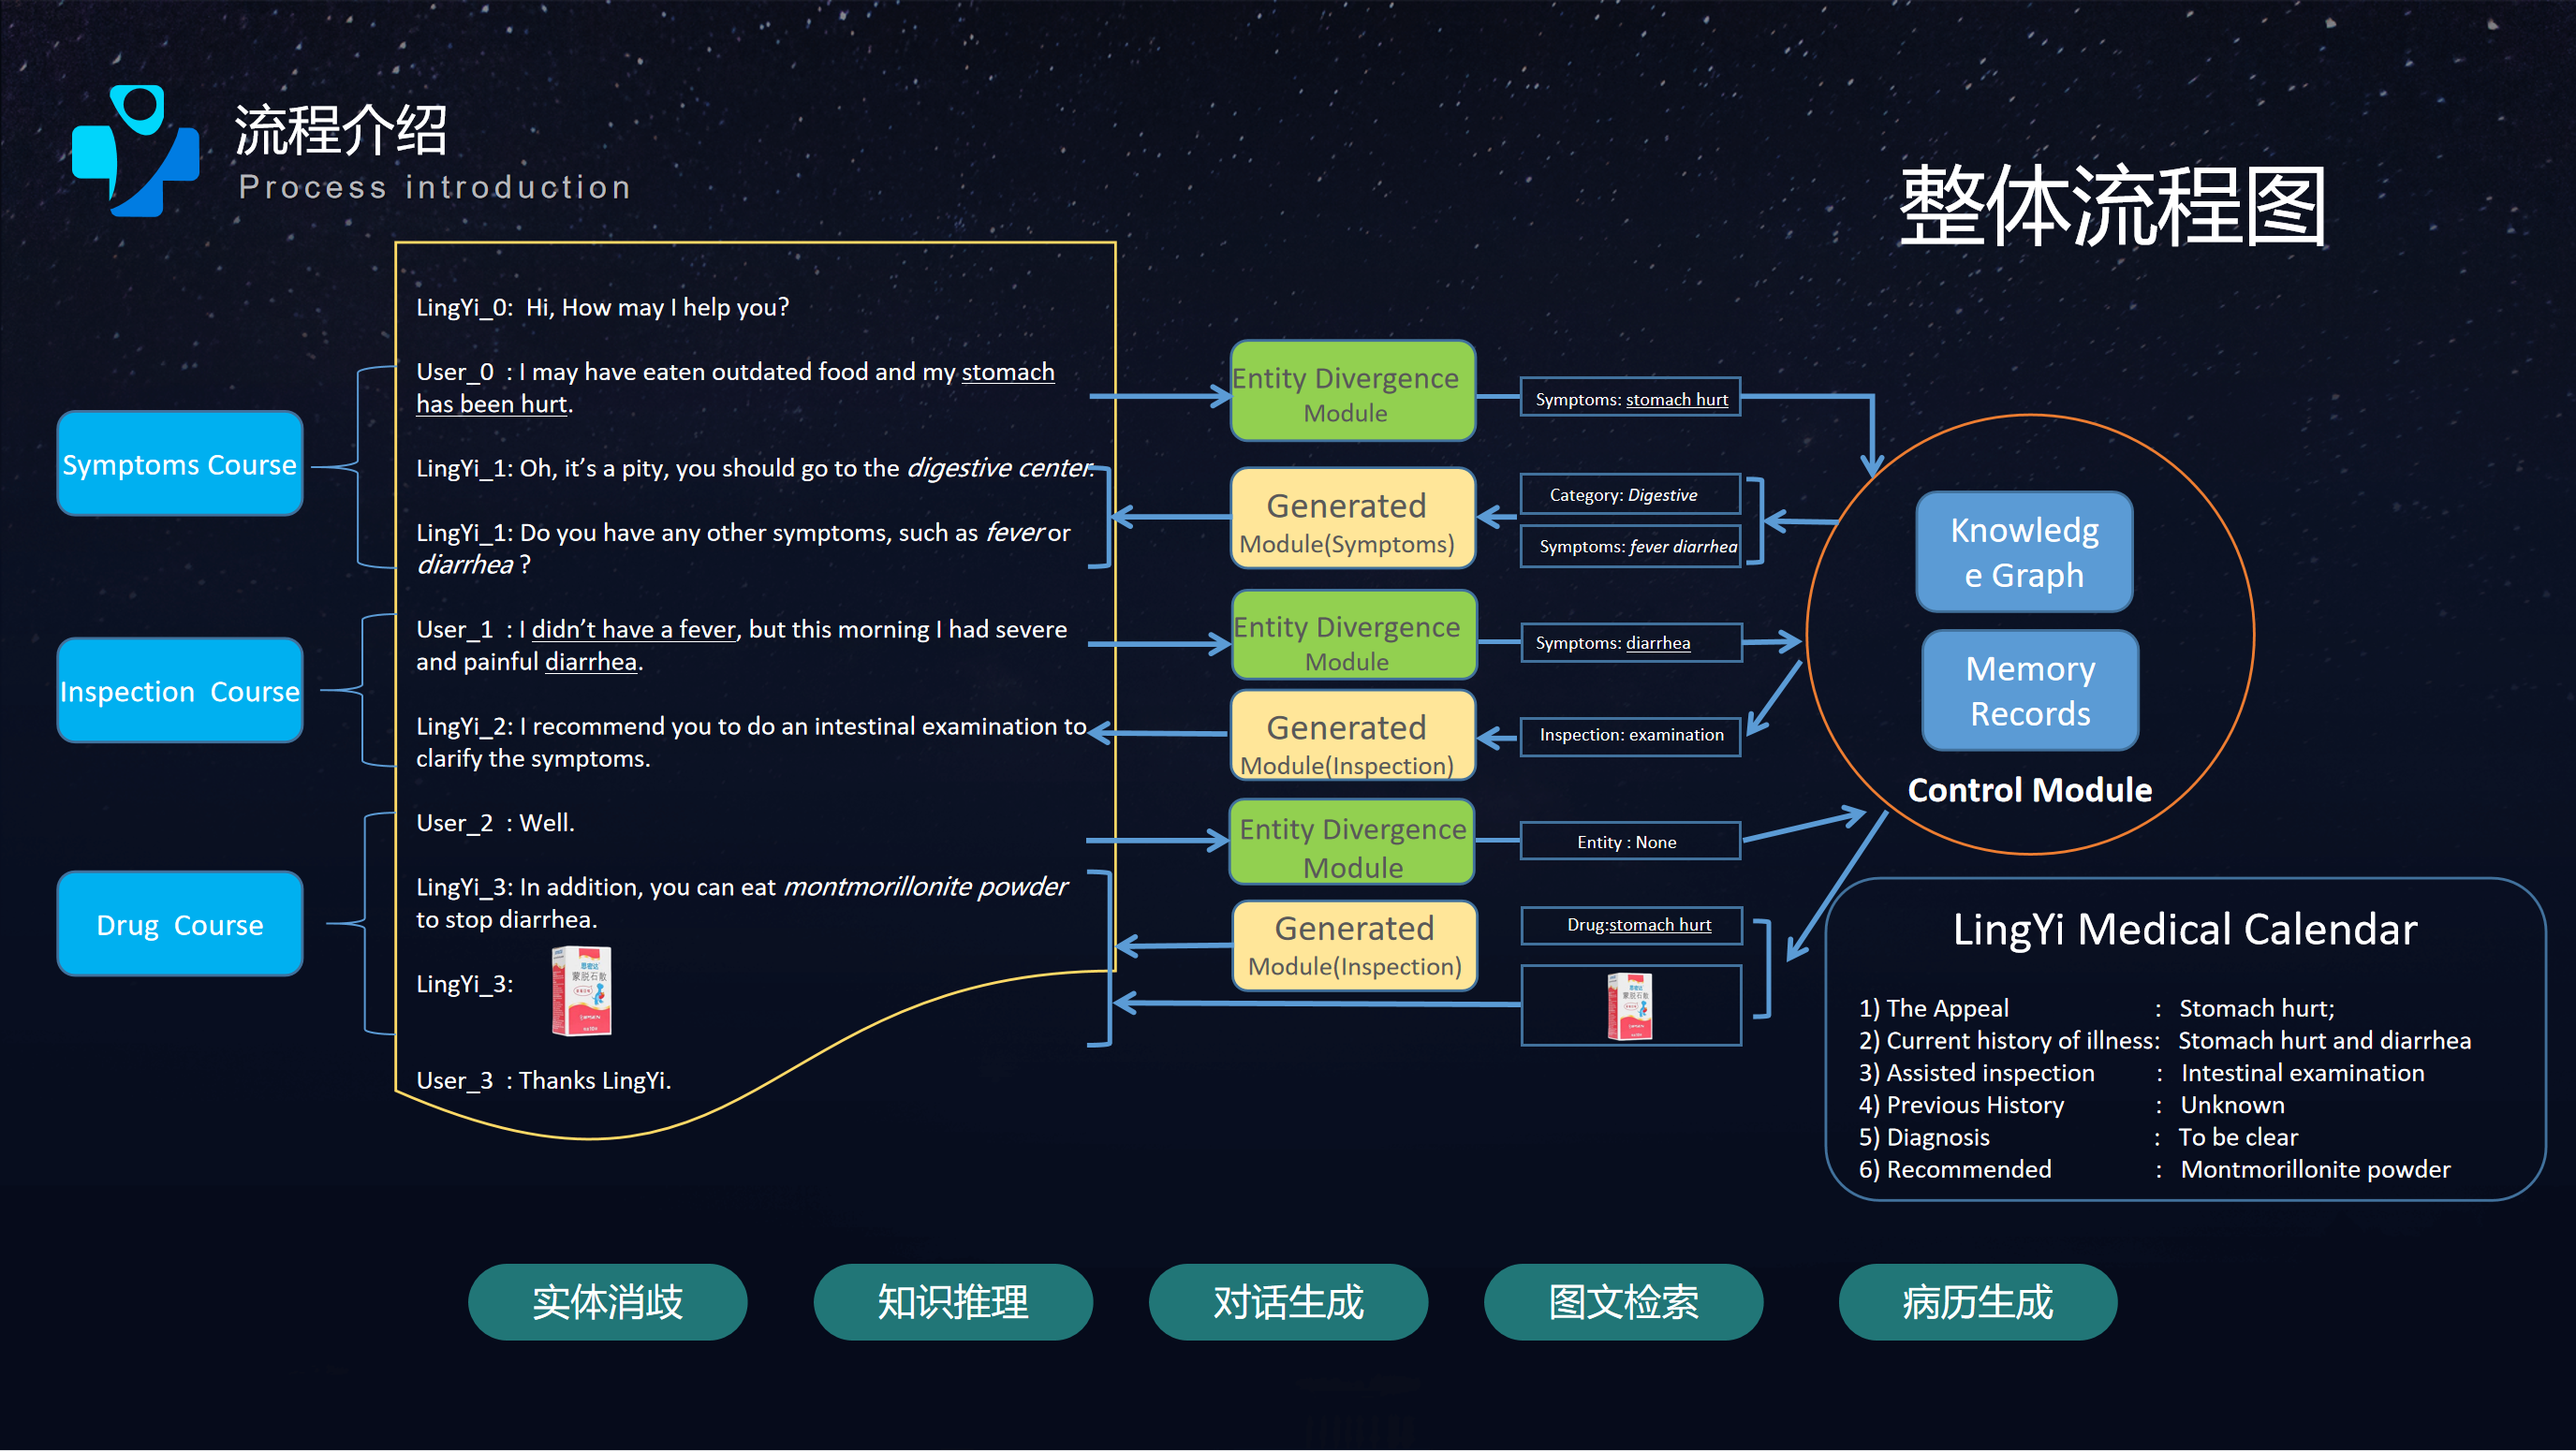 流程介绍
Process introduction
整体流程图
LingYi_0: Hi, How may I help you?
User_0 : I may have eaten outdated food and my stomach
has been hurt.
LingYi_1: Oh, it's a pity, you should go to the digestive center.
LingYi_1: Do you have any other symptoms, such as fever or
diarrhea ?
User_1 : I didn't have a fever, but this morning I had severe
and painful diarrhea.
LingYi_2: I recommend you to do an intestinal examination to
clarify the symptoms.
User_2 : Well.
LingYi_3: In addition, you can eat montmorillonite powder
to stop diarrhea.
LingYi_3:
蒙脱石散
User_3 : Thanks LingYi.
Symptoms Course
Inspection Course
Drug Course
Entity Divergence
Module
Symptoms: stomach hurt
Generated
Module(Symptoms)
Category: Digestive
Symptoms: fever diarrhea
Entity Divergence
Module
Symptoms: diarrhea
Generated
Module(Inspection)
Inspection: examination
Entity Divergence
Module
Entity : None
Generated
Module(Inspection)
Drug:stomach hurt
蒙脱石散
Knowledg
e Graph
Memory
Records
Control Module
LingYi Medical Calendar
1) The Appeal : Stomach hurt;
2) Current history of illness: Stomach hurt and diarrhea
3) Assisted inspection : Intestinal examination
4) Previous History : Unknown
5) Diagnosis : To be clear
6) Recommended : Montmorillonite powder
实体消歧
知识推理
对话生成
图文检索
病历生成